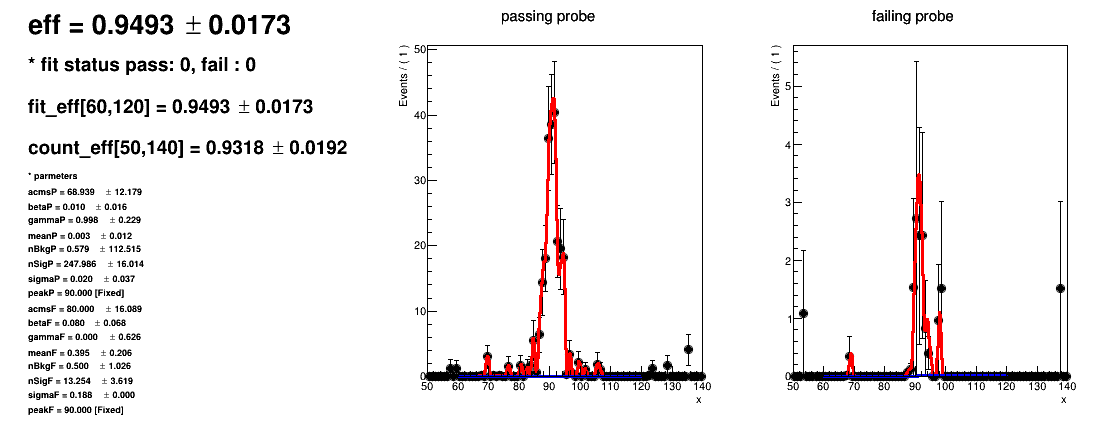 eff = 0.9493 ± 0.0173
* fit status pass: 0, fail : 0
fit_eff[60,120] = 0.9493 ± 0.0173
count_eff[50,140] = 0.9318 ± 0.0192
* parmeters
acmsP = 68.939 ± 12.179
betaP = 0.010 ± 0.016
gammaP = 0.998 ± 0.229
meanP = 0.003 ± 0.012
nBkgP = 0.579 ± 112.515
nSigP = 247.986 ± 16.014
sigmaP = 0.020 ± 0.037
peakP = 90.000 [Fixed]
acmsF = 80.000 ± 16.089
betaF = 0.080 ± 0.068
gammaF = 0.000 ± 0.626
meanF = 0.395 ± 0.206
nBkgF = 0.500 ± 1.026
nSigF = 13.254 ± 3.619
sigmaF = 0.188 ± 0.000
peakF = 90.000 [Fixed]
passing probe
Events / ( 1 )
50
40
30
20
10
0
50 60 70 80 90 100 110 120 130 140
x
failing probe
Events / ( 1 )
5
4
3
2
1
0
50 60 70 80 90 100 110 120 130 140
x